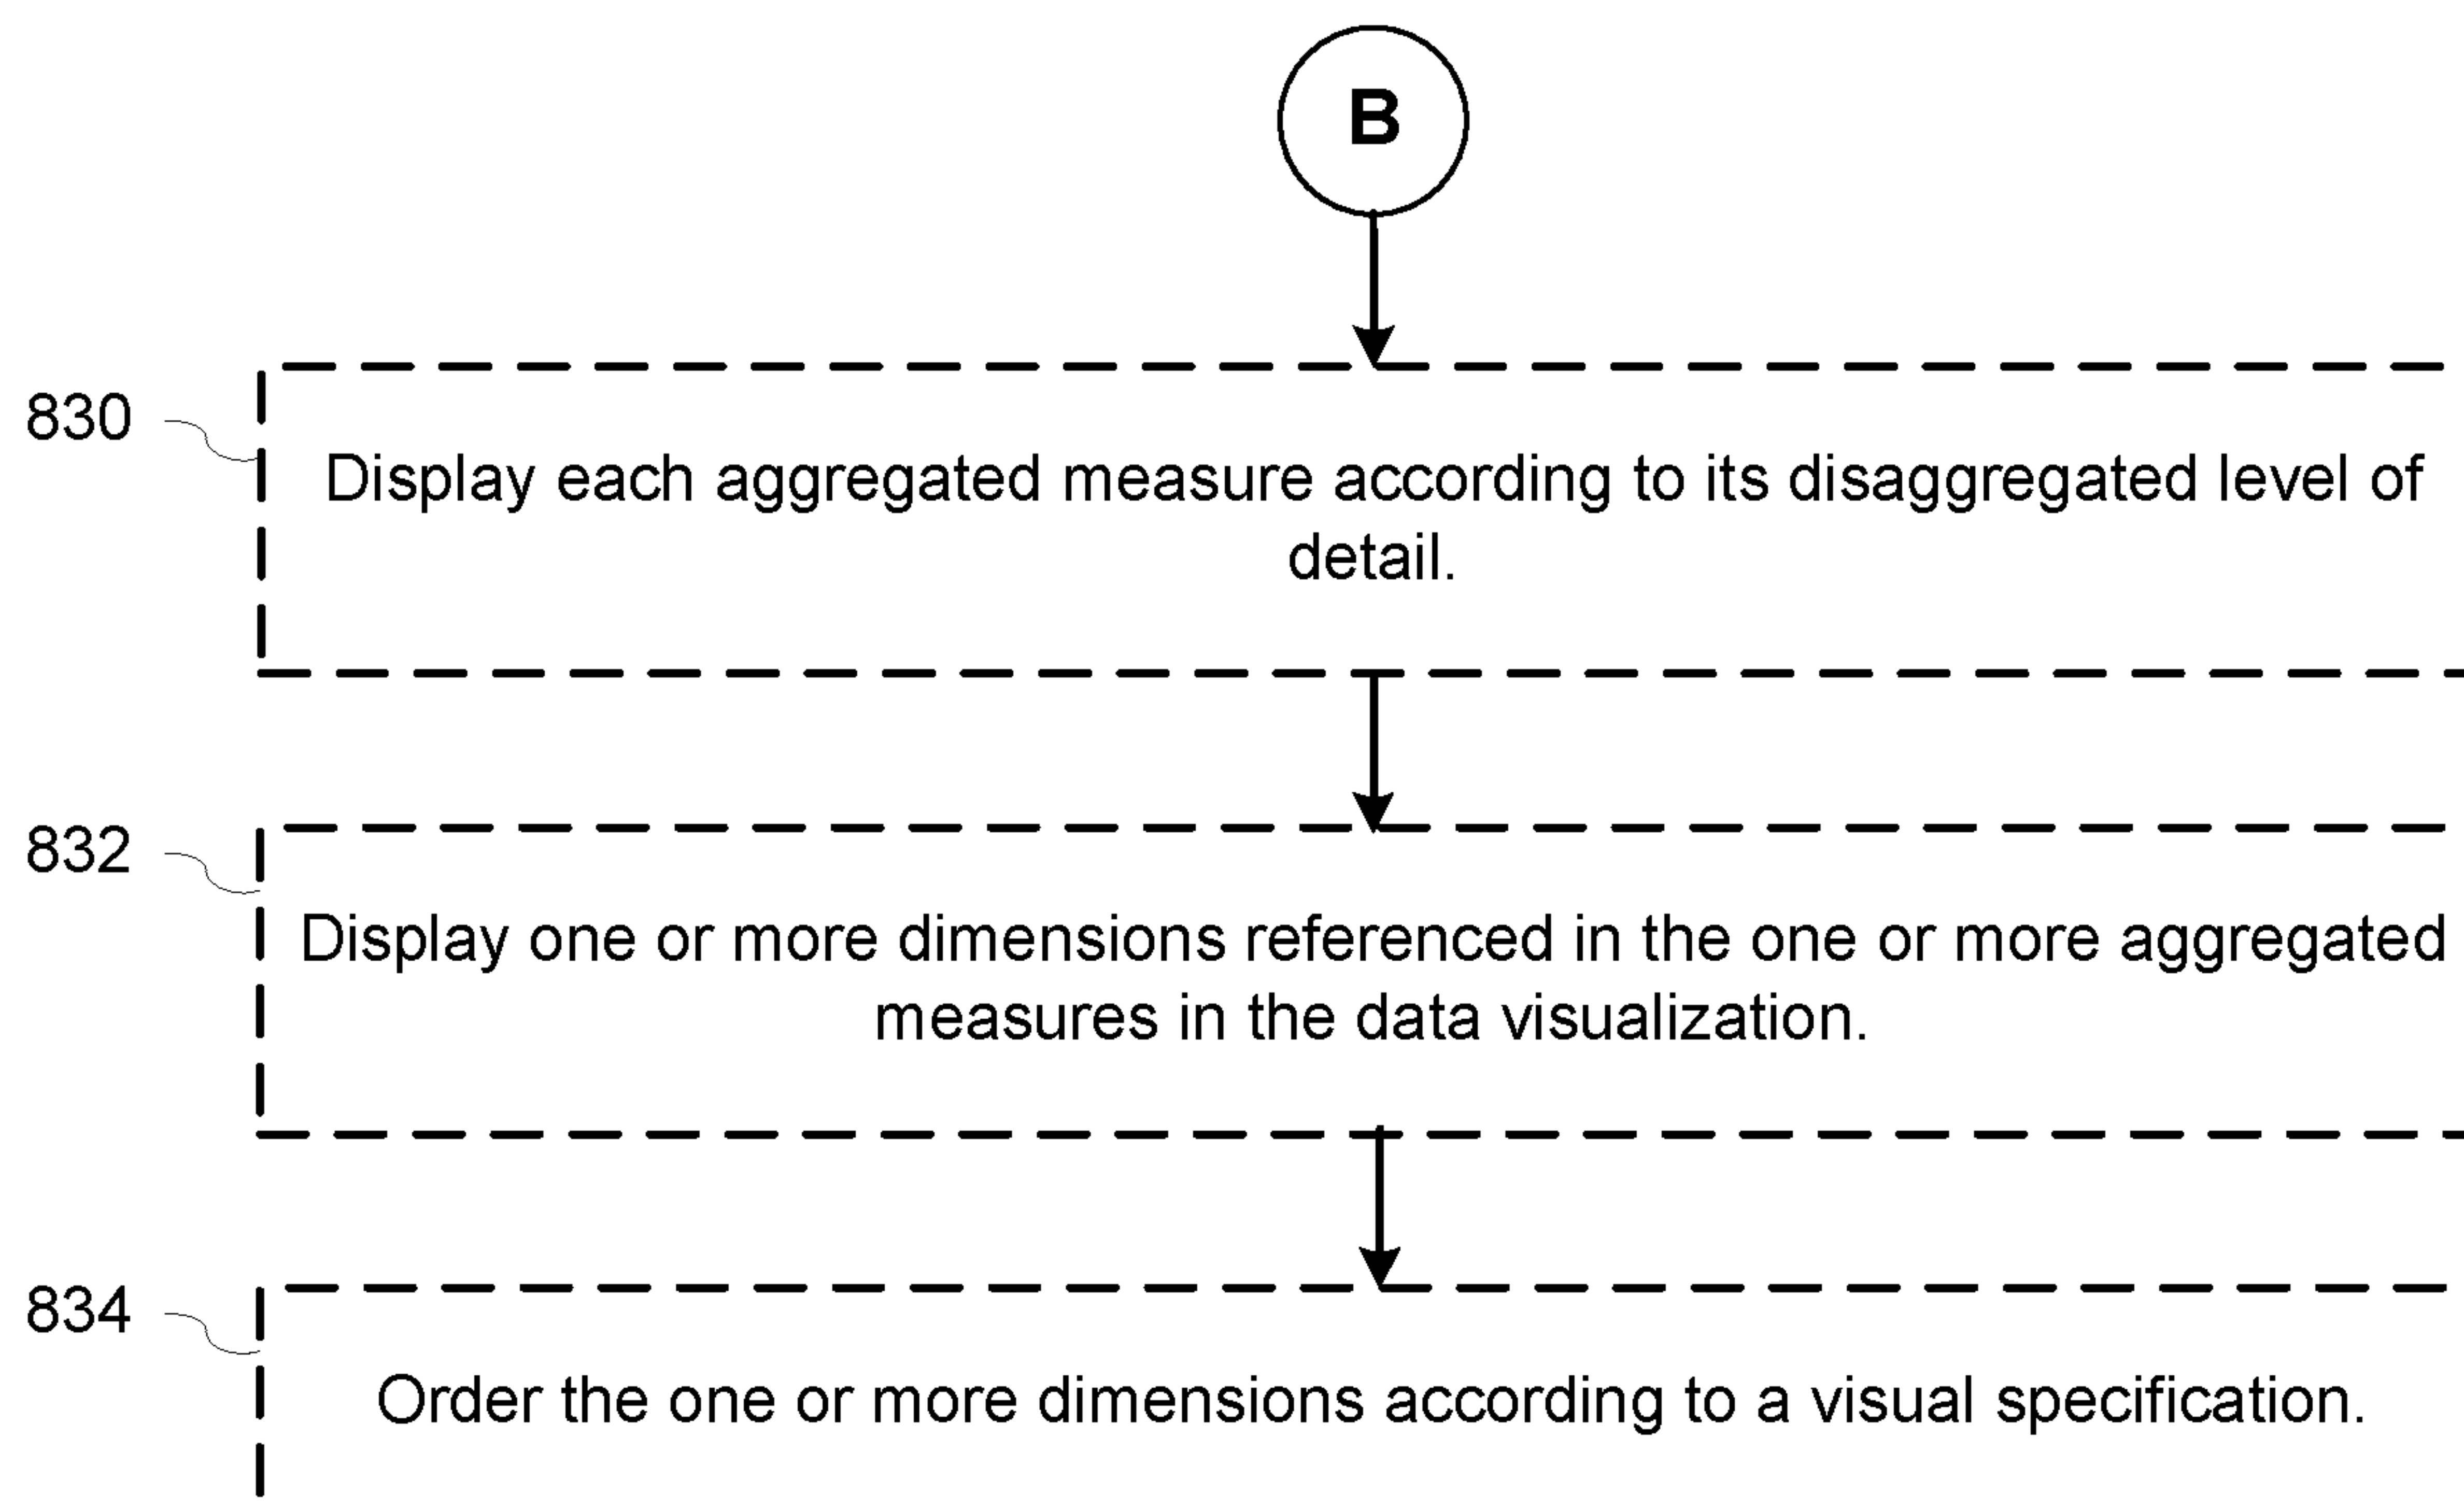 B
830
Display each aggregated measure according to its disaggregated level of
detail.
832
Display one or more dimensions referenced in the one or more aggregated
measures in the data visualization.
834
Order the one or more dimensions according to a visual specification.